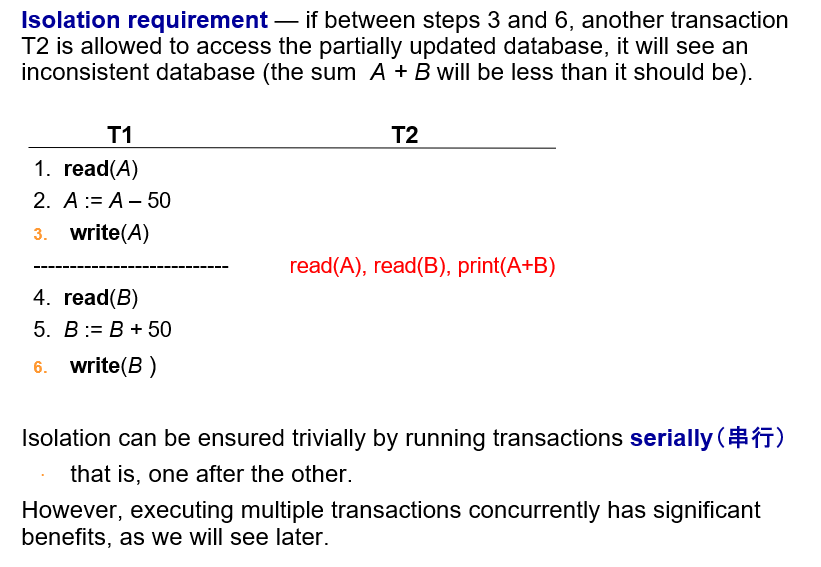 Isolation requirement — if between steps 3 and 6, another transaction
T2 is allowed to access the partially updated database, it will see an
inconsistent database (the sum A + B will be less than it should be).
T1 T2
1. read(A)
2. A := A – 50
3. write(A)
--------------------------- read(A), read(B), print(A+B)
4. read(B)
5. B := B + 50
6. write(B )
Isolation can be ensured trivially by running transactions serially(串行)
· that is, one after the other.
However, executing multiple transactions concurrently has significant
benefits, as we will see later.